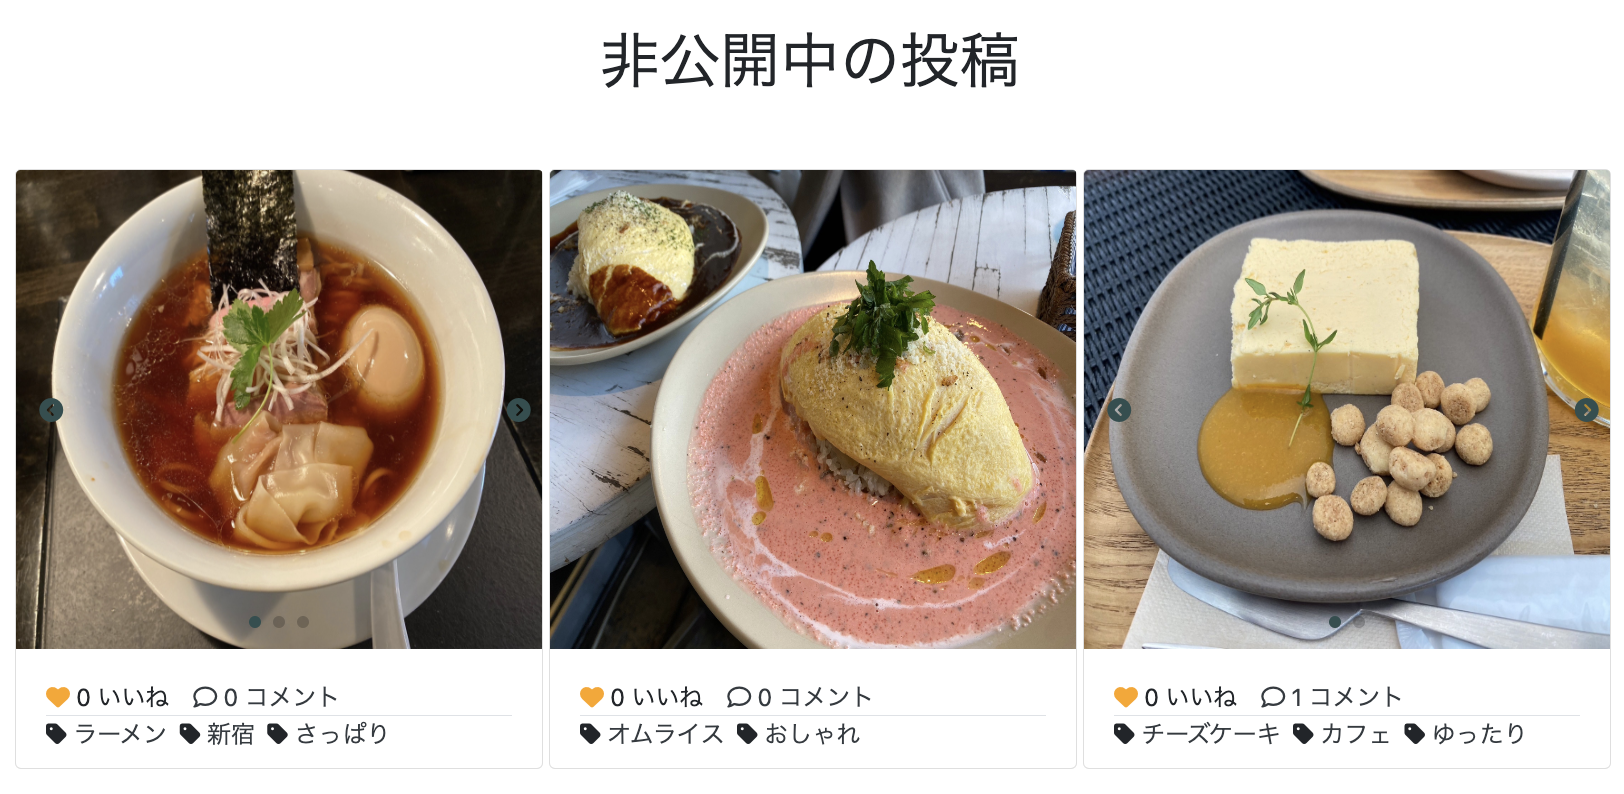 非公開中の投稿
0 いいね 0 コメント
ラーメン 新宿 さっぱり
0 いいね 0 コメント
オムライス おしゃれ
0 いいね 1 コメント
チーズケーキ カフェ ゆったり